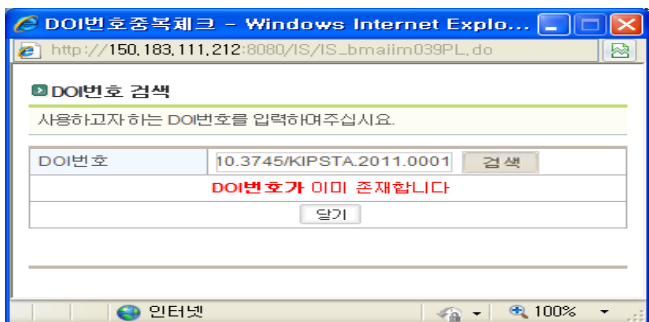 DOI번호중복체크 - Windows Internet Explo...
http://150.183.111.212:8080/IS/IS_bmaiim039PL.do
DOI번호 검색
사용하고자 하는 DOI번호를 입력하여주십시요.
DOI번호 10.3745/KIPSTA.2011.0001 검색
DOI번호가 이미 존재합니다
닫기
인터넷 100%